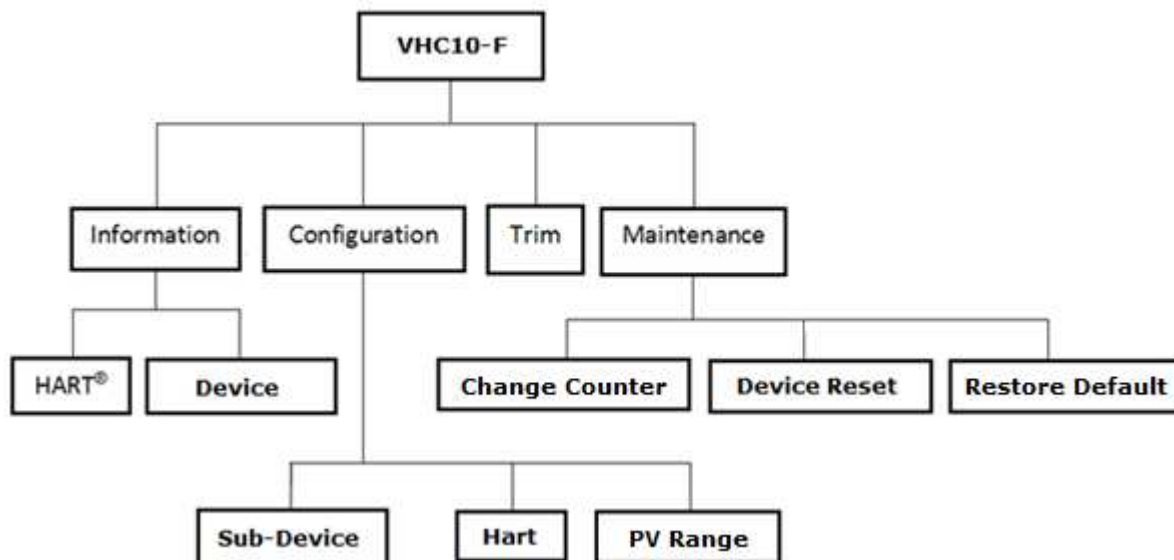 VHC10-F
Information
Configuration
Trim
Maintenance
HART®
Device
Change Counter
Device Reset
Restore Default
Sub-Device
Hart
PV Range